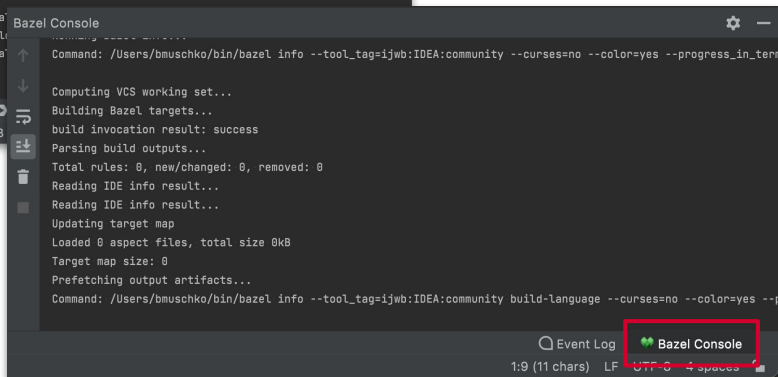 Bazel Console
Command: /Users/bmuschko/bin/bazel info --tool_tag=ijwb:IDEA:community --curses=no --color=yes --progress_in_term
Computing VCS working set...
Building Bazel targets...
build invocation result: success
Parsing build outputs...
Total rules: 0, new/changed: 0, removed: 0
Reading IDE info result...
Reading IDE info result...
Updating target map
Loaded 0 aspect files, total size 0kB
Target map size: 0
Prefetching output artifacts...
Command: /Users/bmuschko/bin/bazel info --tool_tag=ijwb:IDEA:community build-language --curses=no --color=yes --p
Event Log
Bazel Console
1:9 (11 chars) LF UTF-8 4 spaces